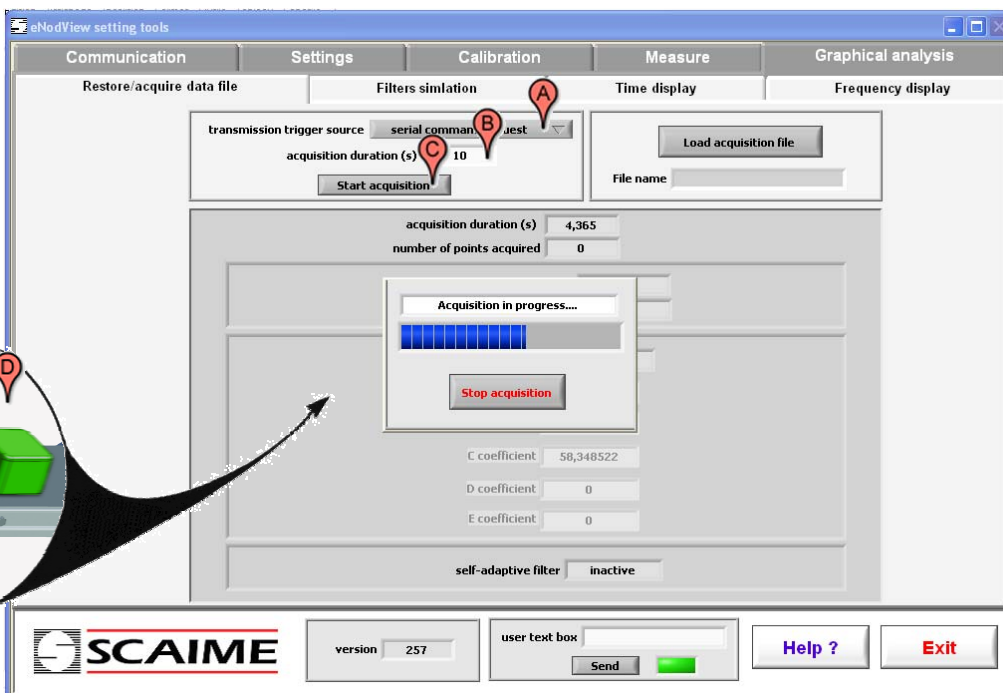 eNodView setting tools
Communication Settings Calibration Measure Graphical analysis
Restore/acquire data file Filters simlation Time display Frequency display
A
transmission trigger source serial comman uest
B
acquisition duration (s) 10
C
Start acquisition
Load acquisition file
File name
acquisition duration (s) 4,365
number of points acquired 0
Acquisition in progress....
Stop acquisition
D
C coefficient 58,348522
D coefficient 0
E coefficient 0
self-adaptive filter inactive
SCAIME
version 257
user text box
Send
Help ?
Exit